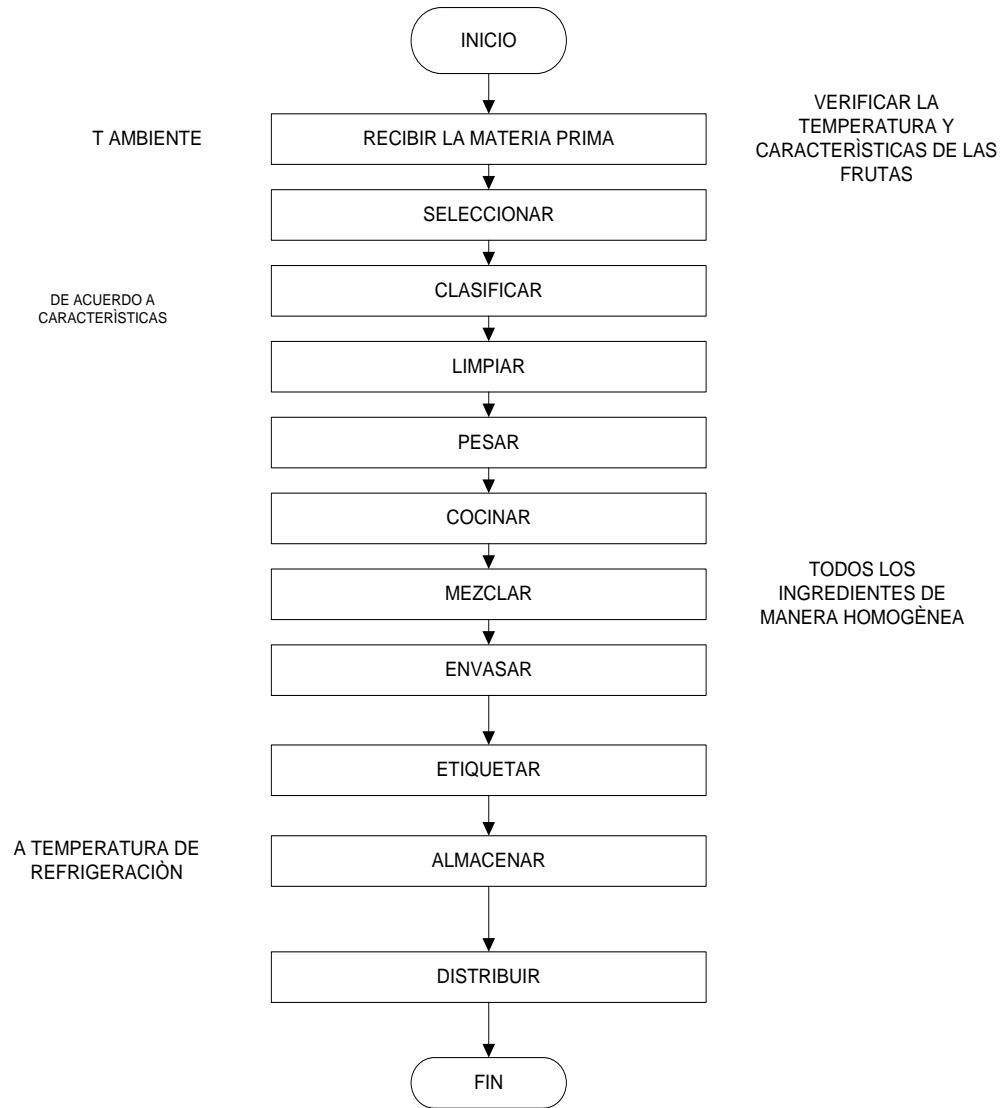 INICIO
T AMBIENTE
RECIBIR LA MATERIA PRIMA
VERIFICAR LA
TEMPERATURA Y
CARACTERÌSTICAS DE LAS
FRUTAS
SELECCIONAR
DE ACUERDO A
CARACTERÌSTICAS
CLASIFICAR
LIMPIAR
PESAR
COCINAR
MEZCLAR
TODOS LOS
INGREDIENTES DE
MANERA HOMOGÈNEA
ENVASAR
ETIQUETAR
A TEMPERATURA DE
REFRIGERACIÒN
ALMACENAR
DISTRIBUIR
FIN